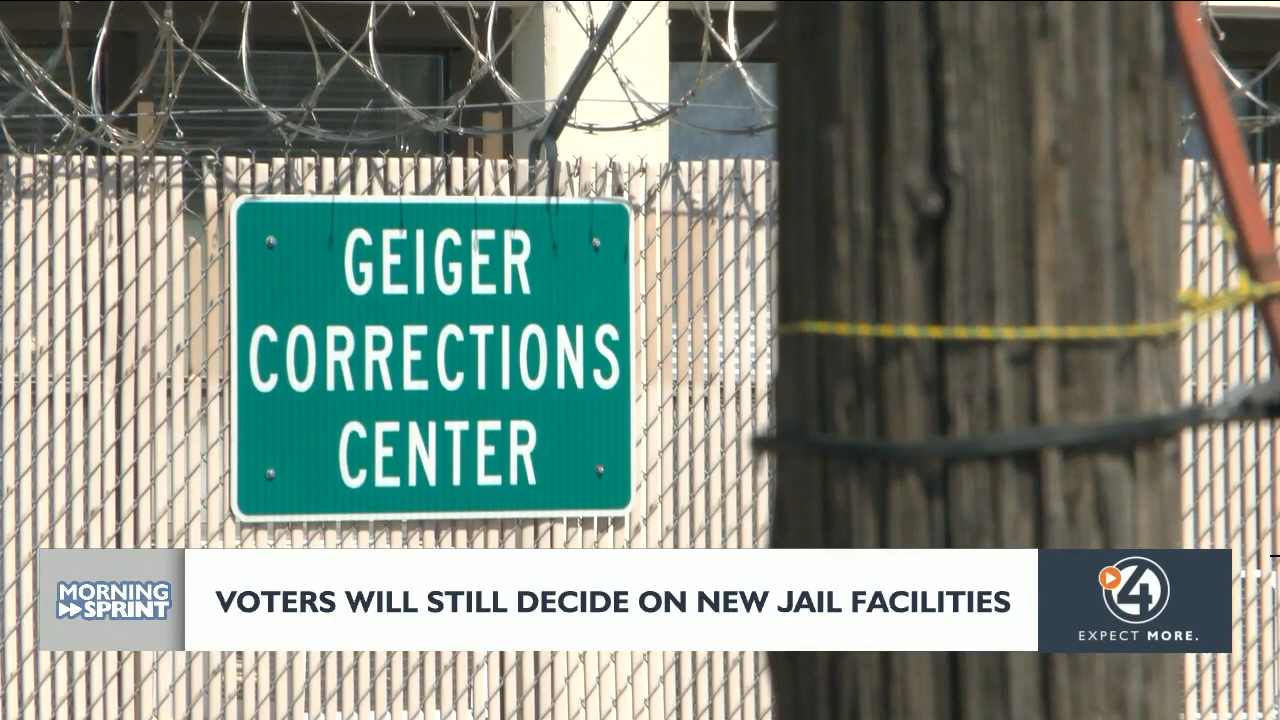 GEIGER
CORRECTIONS
CENTER
MORNING
SPRINT
VOTERS WILL STILL DECIDE ON NEW JAIL FACILITIES
4
EXPECT MORE.